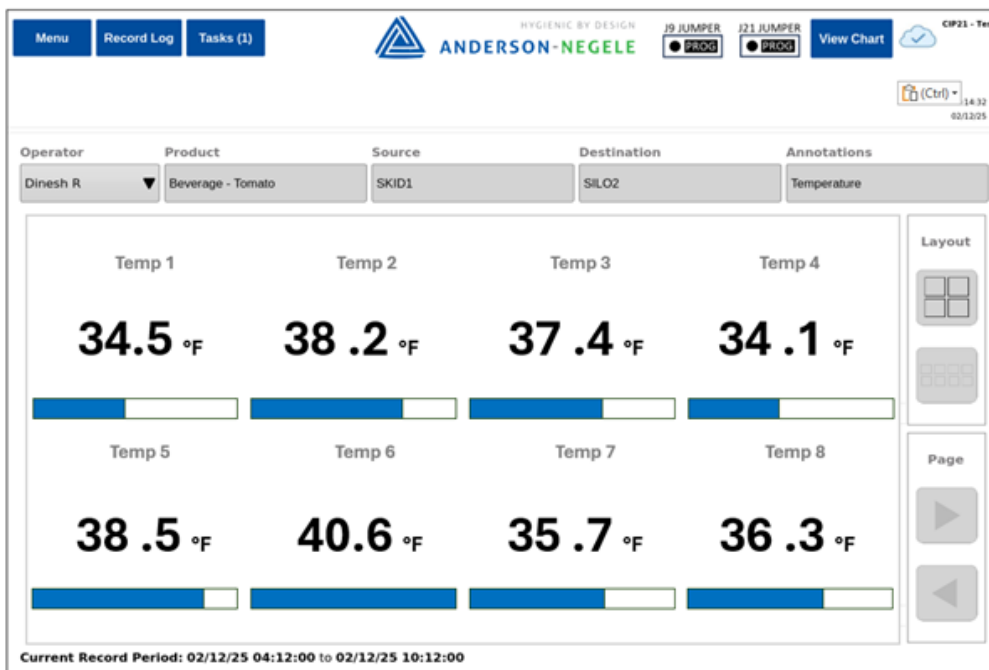 Menu Record Log Tasks (1) HYGIENIC BY DESIGN J9 JUMPER J21 JUMPER View Chart CIP21 - Tes
ANDERSON-NEGELE PROG PROG
(Ctrl)
14:32
02/12/25
Operator Product Source Destination Annotations
Dinesh R Beverage - Tomato SKID1 SILO2 Temperature
Layout
Temp 1 Temp 2 Temp 3 Temp 4
34.5 °F 38 .2 °F 37 .4 °F 34 .1 °F
Temp 5 Temp 6 Temp 7 Temp 8
Page
38 .5 °F 40.6 °F 35 .7 °F 36 .3 °F
Current Record Period: 02/12/25 04:12:00 to 02/12/25 10:12:00